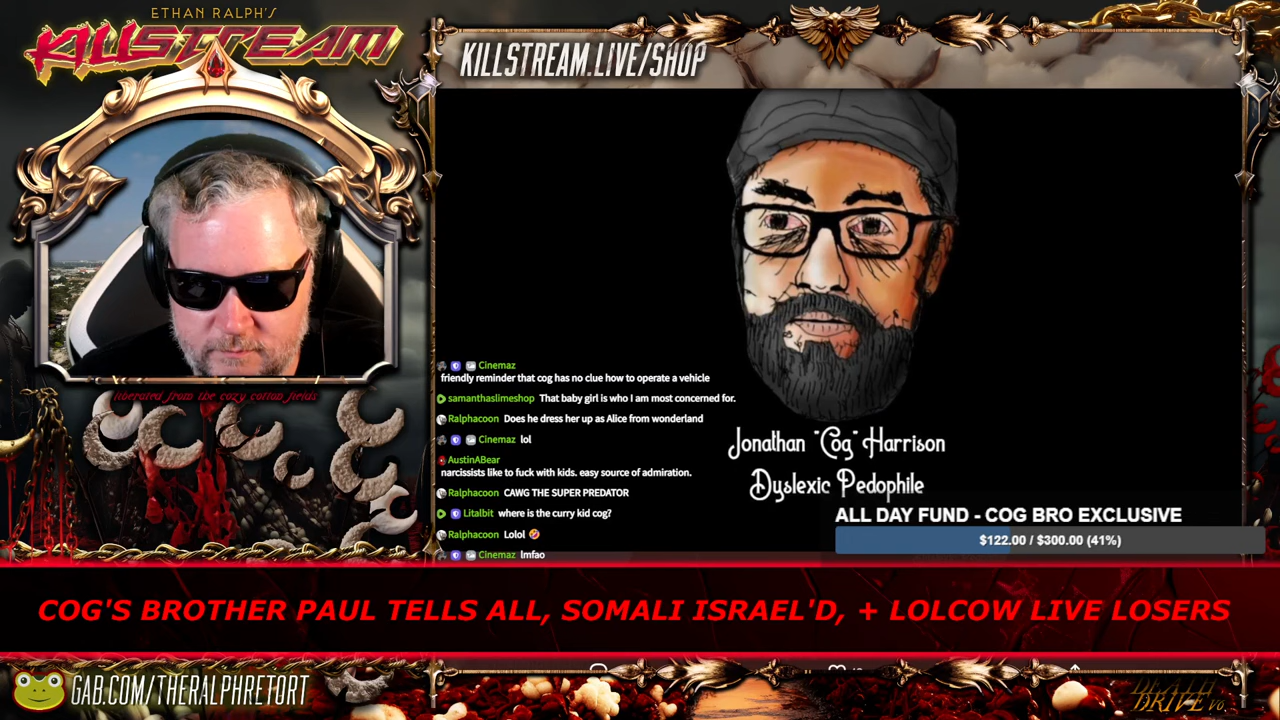 ETHAN RALPH'S
KILLSTREAM
KILLSTREAM.LIVE/SHOP
liberated from the cozy cotton fields
Cinemaz
friendly reminder that cog has no clue how to operate a vehicle
samanthaslimeshop That baby girl is who I am most concerned for.
Ralphacoon Does he dress her up as Alice from wonderland
Cinemaz lol
AustinABear
narcissists like to fuck with kids. easy source of admiration.
Ralphacoon CAWG THE SUPER PREDATOR
Litalbit where is the curry kid cog?
Ralphacoon Lolol 🤣
Cinemaz lmfao
Jonathan "Cog" Harrison
Dyslexic Pedophile
ALL DAY FUND - COG BRO EXCLUSIVE
$122.00 / $300.00 (41%)
COG'S BROTHER PAUL TELLS ALL, SOMALI ISRAEL'D, + LOLCOW LIVE LOSERS
GAB.COM/THERALPHRETORT